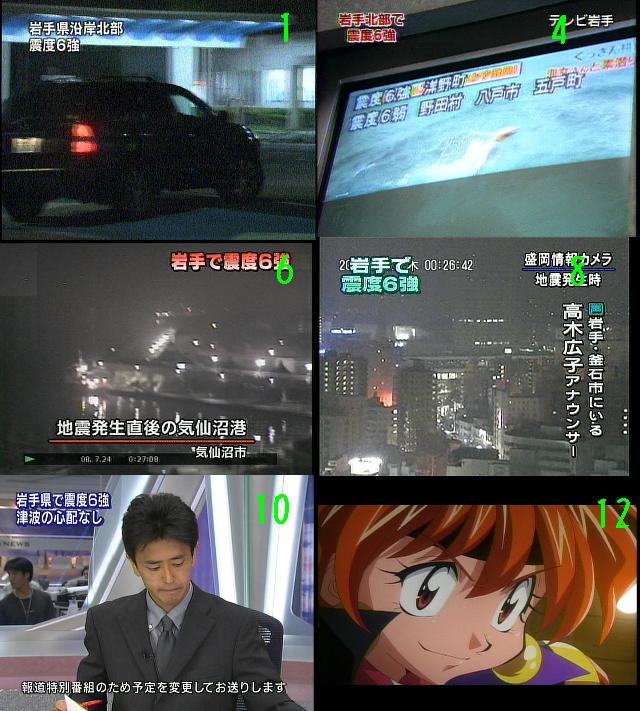 岩手県沿岸北部
震度6強
1
岩手北部で
震度6強
テレビ岩手
4
震度6強 洋野町
震度6弱 野田村 八戸市 五戸町
岩手で震度6強
6
地震発生直後の気仙沼港
気仙沼市
08. 7.24 0:27:08
岩手で
震度6強
00:26:42
盛岡情報カメラ
地震発生時
8
声 岩手・釜石市にいる
高木広子アナウンサー
岩手県で震度6強
津波の心配なし
10
NEWS
報道特別番組のため予定を変更してお送りします
12